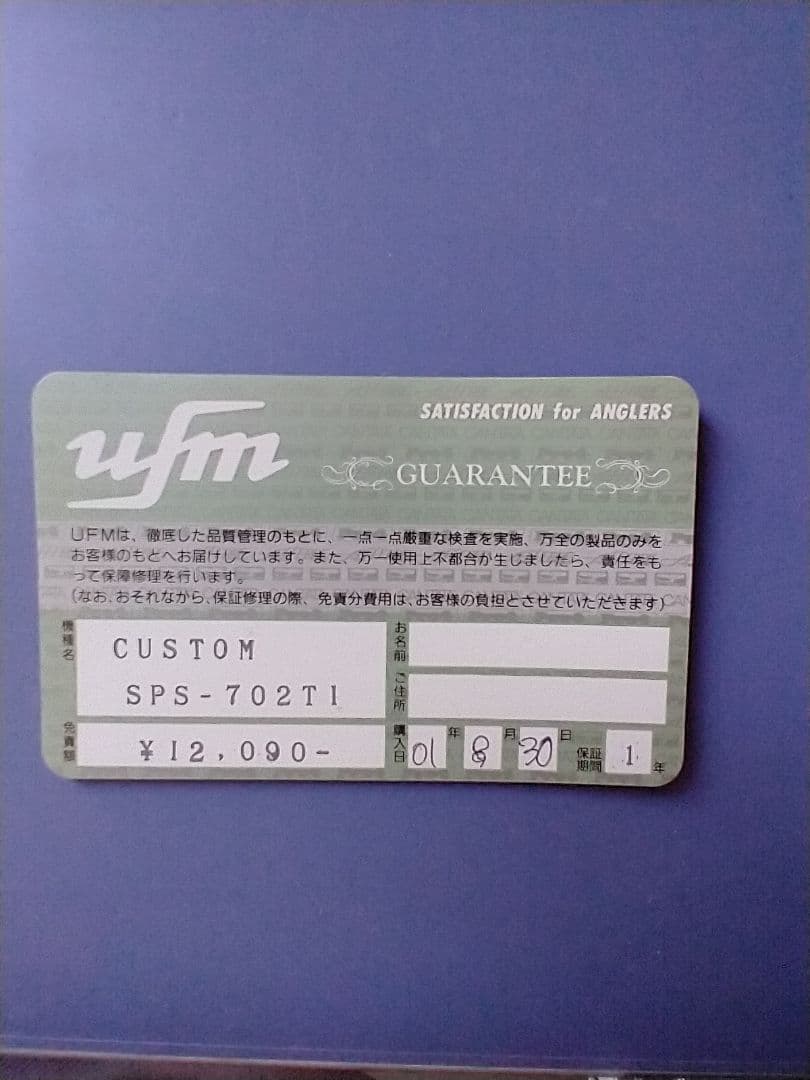 ufm
SATISFACTION for ANGLERS
GUARANTEE
UFMは、徹底した品質管理のもとに、一点一点厳重な検査を実施、万全の製品のみを
お客様のもとへお届けしています。また、万一使用上不都合が生じましたら、責任をも
って保障修理を行います。
(なお、おそれながら、保証修理の際、免責分費用は、お客様の負担とさせていただきます)
機種名 CUSTOM
SPS-702TI
お名前
ご住所
免責額 ¥12,090-
購入日 01年 8月 30日 保証期間 1年